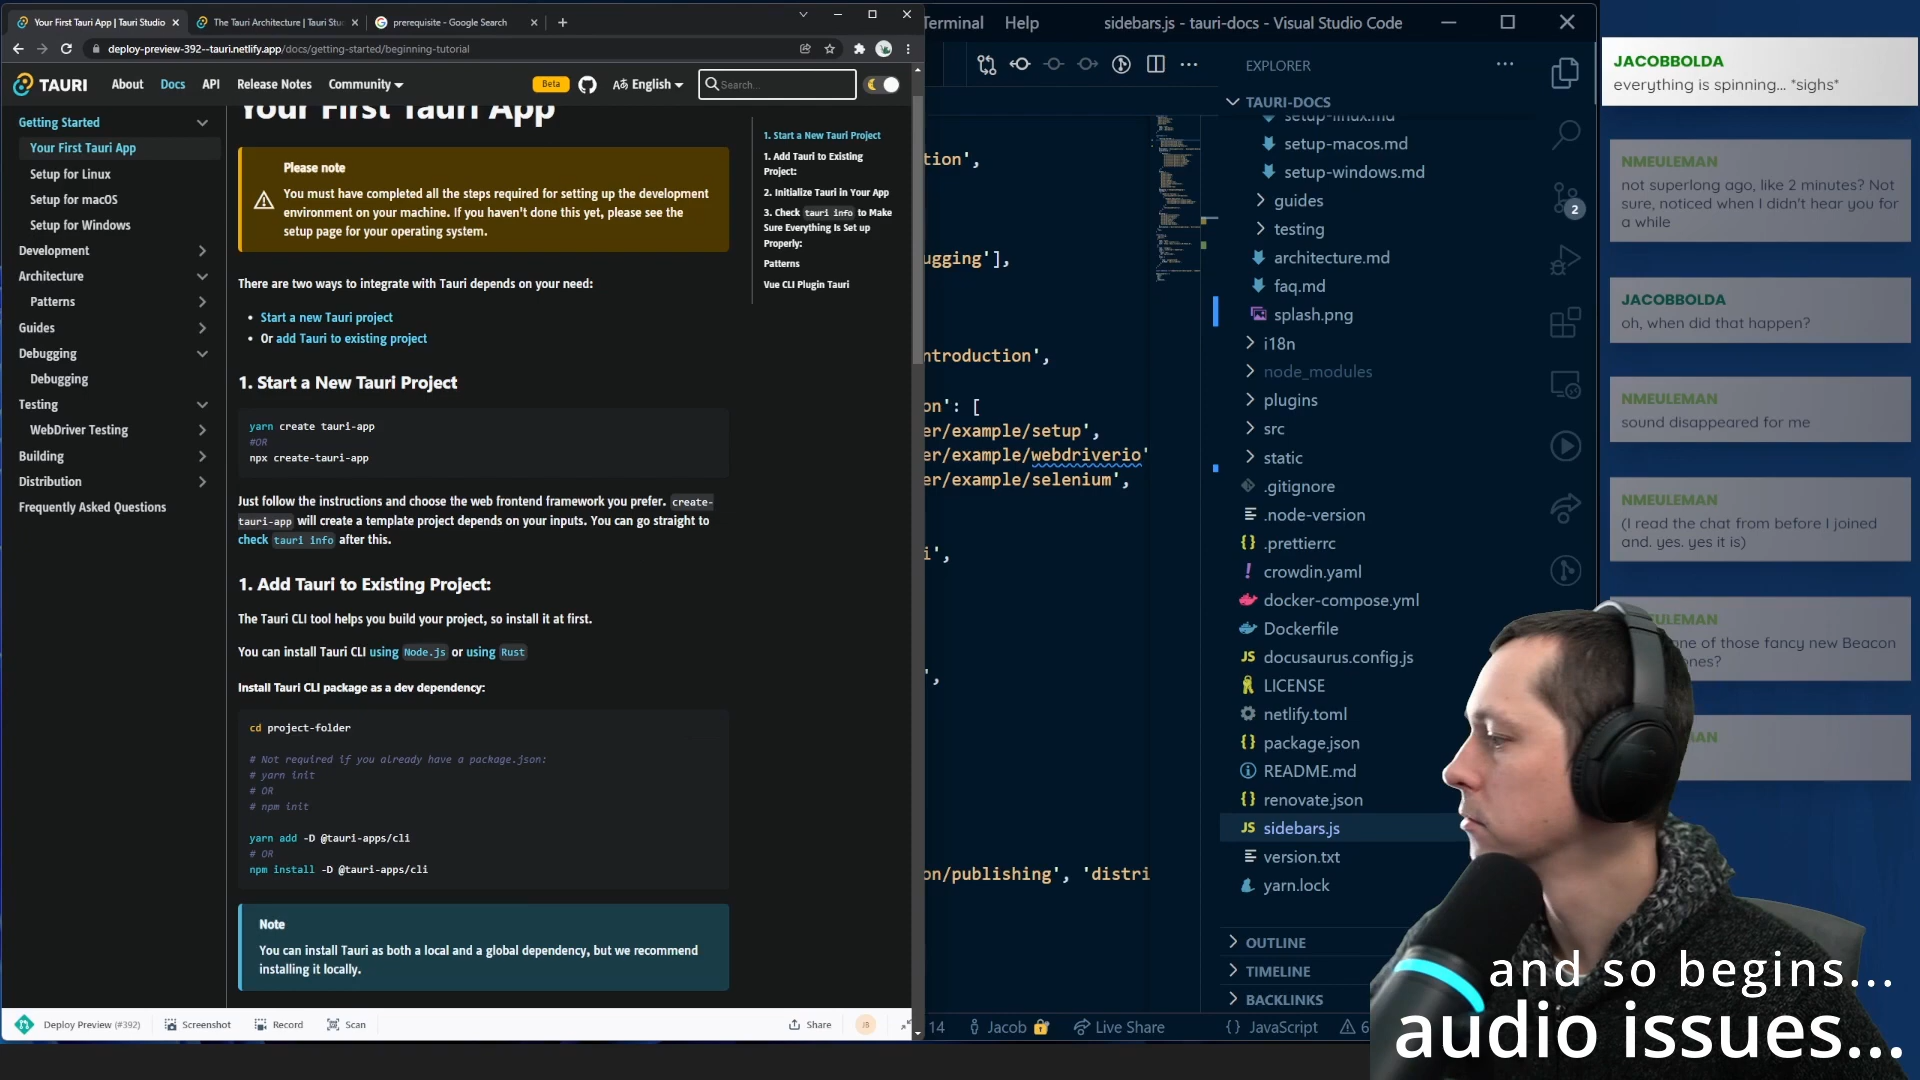 Your First Tauri App | Tauri Studio
The Tauri Architecture | Tauri Stu
prerequisite - Google Search
deploy-preview-392--tauri.netlify.app/docs/getting-started/beginning-tutorial
TAURI
About
Docs
API
Release Notes
Community
Beta
English
Search...
Getting Started
Your First Tauri App
Setup for Linux
Setup for macOS
Setup for Windows
Development
Architecture
Patterns
Guides
Debugging
Debugging
Testing
WebDriver Testing
Building
Distribution
Frequently Asked Questions
Your First Tauri App
Please note
You must have completed all the steps required for setting up the development
environment on your machine. If you haven't done this yet, please see the
setup page for your operating system.
There are two ways to integrate with Tauri depends on your need:
• Start a new Tauri project
• Or add Tauri to existing project
1. Start a New Tauri Project
yarn create tauri-app
#OR
npx create-tauri-app
Just follow the instructions and choose the web frontend framework you prefer. create-
tauri-app will create a template project depends on your inputs. You can go straight to
check tauri info after this.
1. Add Tauri to Existing Project:
The Tauri CLI tool helps you build your project, so install it at first.
You can install Tauri CLI using Node.js or using Rust
Install Tauri CLI package as a dev dependency:
cd project-folder
# Not required if you already have a package.json:
# yarn init
# OR
# npm init
yarn add -D @tauri-apps/cli
# OR
npm install -D @tauri-apps/cli
Note
You can install Tauri as both a local and a global dependency, but we recommend
installing it locally.
1. Start a New Tauri Project
1. Add Tauri to Existing
Project:
2. Initialize Tauri in Your App
3. Check tauri info to Make
Sure Everything Is Set up
Properly:
Patterns
Vue CLI Plugin Tauri
Deploy Preview (#392)
Screenshot
Record
Scan
Share
JB
Terminal
Help
sidebars.js - tauri-docs - Visual Studio Code
tion',
ugging'],
ntroduction',
on': [
er/example/setup',
er/example/webdriverio'
er/example/selenium',
i',
',
on/publishing', 'distri
EXPLORER
TAURI-DOCS
setup-linux.md
setup-macos.md
setup-windows.md
guides
testing
architecture.md
faq.md
splash.png
i18n
node_modules
plugins
src
static
.gitignore
.node-version
.prettierrc
crowdin.yaml
docker-compose.yml
Dockerfile
docusaurus.config.js
LICENSE
netlify.toml
package.json
README.md
renovate.json
sidebars.js
version.txt
yarn.lock
OUTLINE
TIMELINE
BACKLINKS
2
14
Jacob
Live Share
{} JavaScript
6
JACOBBOLDA
everything is spinning... *sighs*
NMEULEMAN
not superlong ago, like 2 minutes? Not
sure, noticed when I didn't hear you for
a while
JACOBBOLDA
oh, when did that happen?
NMEULEMAN
sound disappeared for me
NMEULEMAN
(I read the chat from before I joined
and. yes. yes it is)
ULEMAN
ne of those fancy new Beacon
ones?
AN
and so begins...
audio issues...